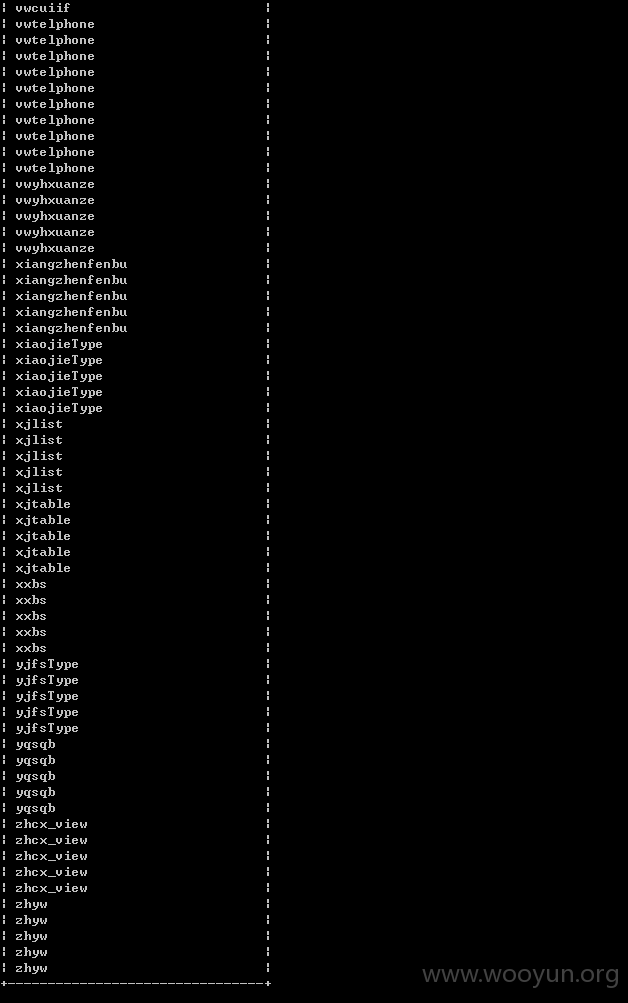 ¦ vwcuiif ¦
¦ vwtelphone ¦
¦ vwtelphone ¦
¦ vwtelphone ¦
¦ vwtelphone ¦
¦ vwtelphone ¦
¦ vwtelphone ¦
¦ vwtelphone ¦
¦ vwtelphone ¦
¦ vwtelphone ¦
¦ vwtelphone ¦
¦ vwyhxuanze ¦
¦ vwyhxuanze ¦
¦ vwyhxuanze ¦
¦ vwyhxuanze ¦
¦ vwyhxuanze ¦
¦ xiangzhenfenbu ¦
¦ xiangzhenfenbu ¦
¦ xiangzhenfenbu ¦
¦ xiangzhenfenbu ¦
¦ xiangzhenfenbu ¦
¦ xiaojieType ¦
¦ xiaojieType ¦
¦ xiaojieType ¦
¦ xiaojieType ¦
¦ xiaojieType ¦
¦ xjlist ¦
¦ xjlist ¦
¦ xjlist ¦
¦ xjlist ¦
¦ xjlist ¦
¦ xjtable ¦
¦ xjtable ¦
¦ xjtable ¦
¦ xjtable ¦
¦ xjtable ¦
¦ xxbs ¦
¦ xxbs ¦
¦ xxbs ¦
¦ xxbs ¦
¦ xxbs ¦
¦ yjfsType ¦
¦ yjfsType ¦
¦ yjfsType ¦
¦ yjfsType ¦
¦ yjfsType ¦
¦ yqsqb ¦
¦ yqsqb ¦
¦ yqsqb ¦
¦ yqsqb ¦
¦ yqsqb ¦
¦ zhcx_view ¦
¦ zhcx_view ¦
¦ zhcx_view ¦
¦ zhcx_view ¦
¦ zhcx_view ¦
¦ zhyw ¦
¦ zhyw ¦
¦ zhyw ¦
¦ zhyw ¦
¦ zhyw ¦
+--------------------------------+
www.wooyun.org